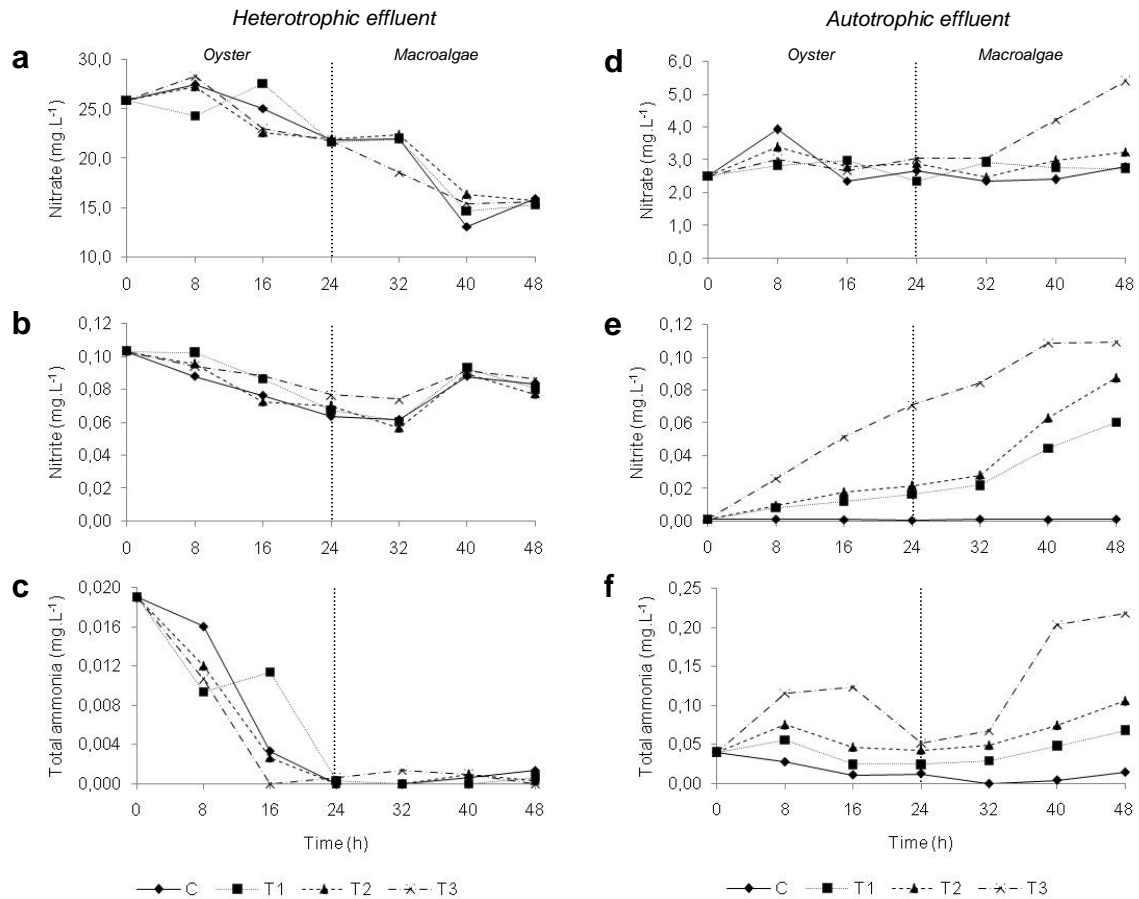 Heterotrophic effluent
Autotrophic effluent
a
Oyster
Macroalgae
Nitrate (mg.L-1)
30,0
25,0
20,0
15,0
10,0
0 8 16 24 32 40 48
d
Oyster
Macroalgae
Nitrate (mg.L-1)
6,0
5,0
4,0
3,0
2,0
1,0
0,0
0 8 16 24 32 40 48
b
Nitrite (mg.L-1)
0,12
0,10
0,08
0,06
0,04
0,02
0,00
0 8 16 24 32 40 48
e
Nitrite (mg.L-1)
0,12
0,10
0,08
0,06
0,04
0,02
0,00
0 8 16 24 32 40 48
c
Total ammonia (mg.L-1)
0,020
0,016
0,012
0,008
0,004
0,000
0 8 16 24 32 40 48
Time (h)
f
Total ammonia (mg.L-1)
0,25
0,20
0,15
0,10
0,05
0,00
0 8 16 24 32 40 48
Time (h)
C T1 T2 T3
C T1 T2 T3